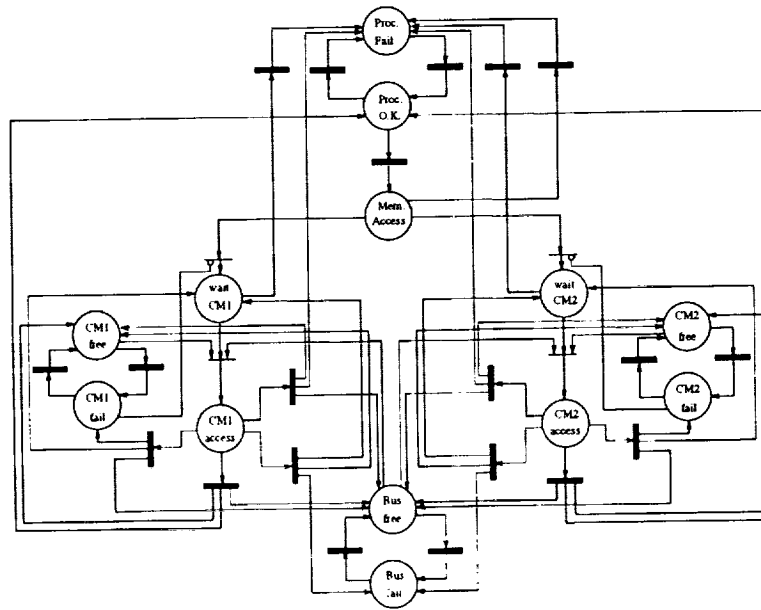 Proc.
Fail
Proc.
O.K.
Mem.
Access
wait
CM1
wait
CM2
CM1
free
CM2
free
CM1
fail
CM2
fail
CM1
access
CM2
access
Bus
free
Bus
fail